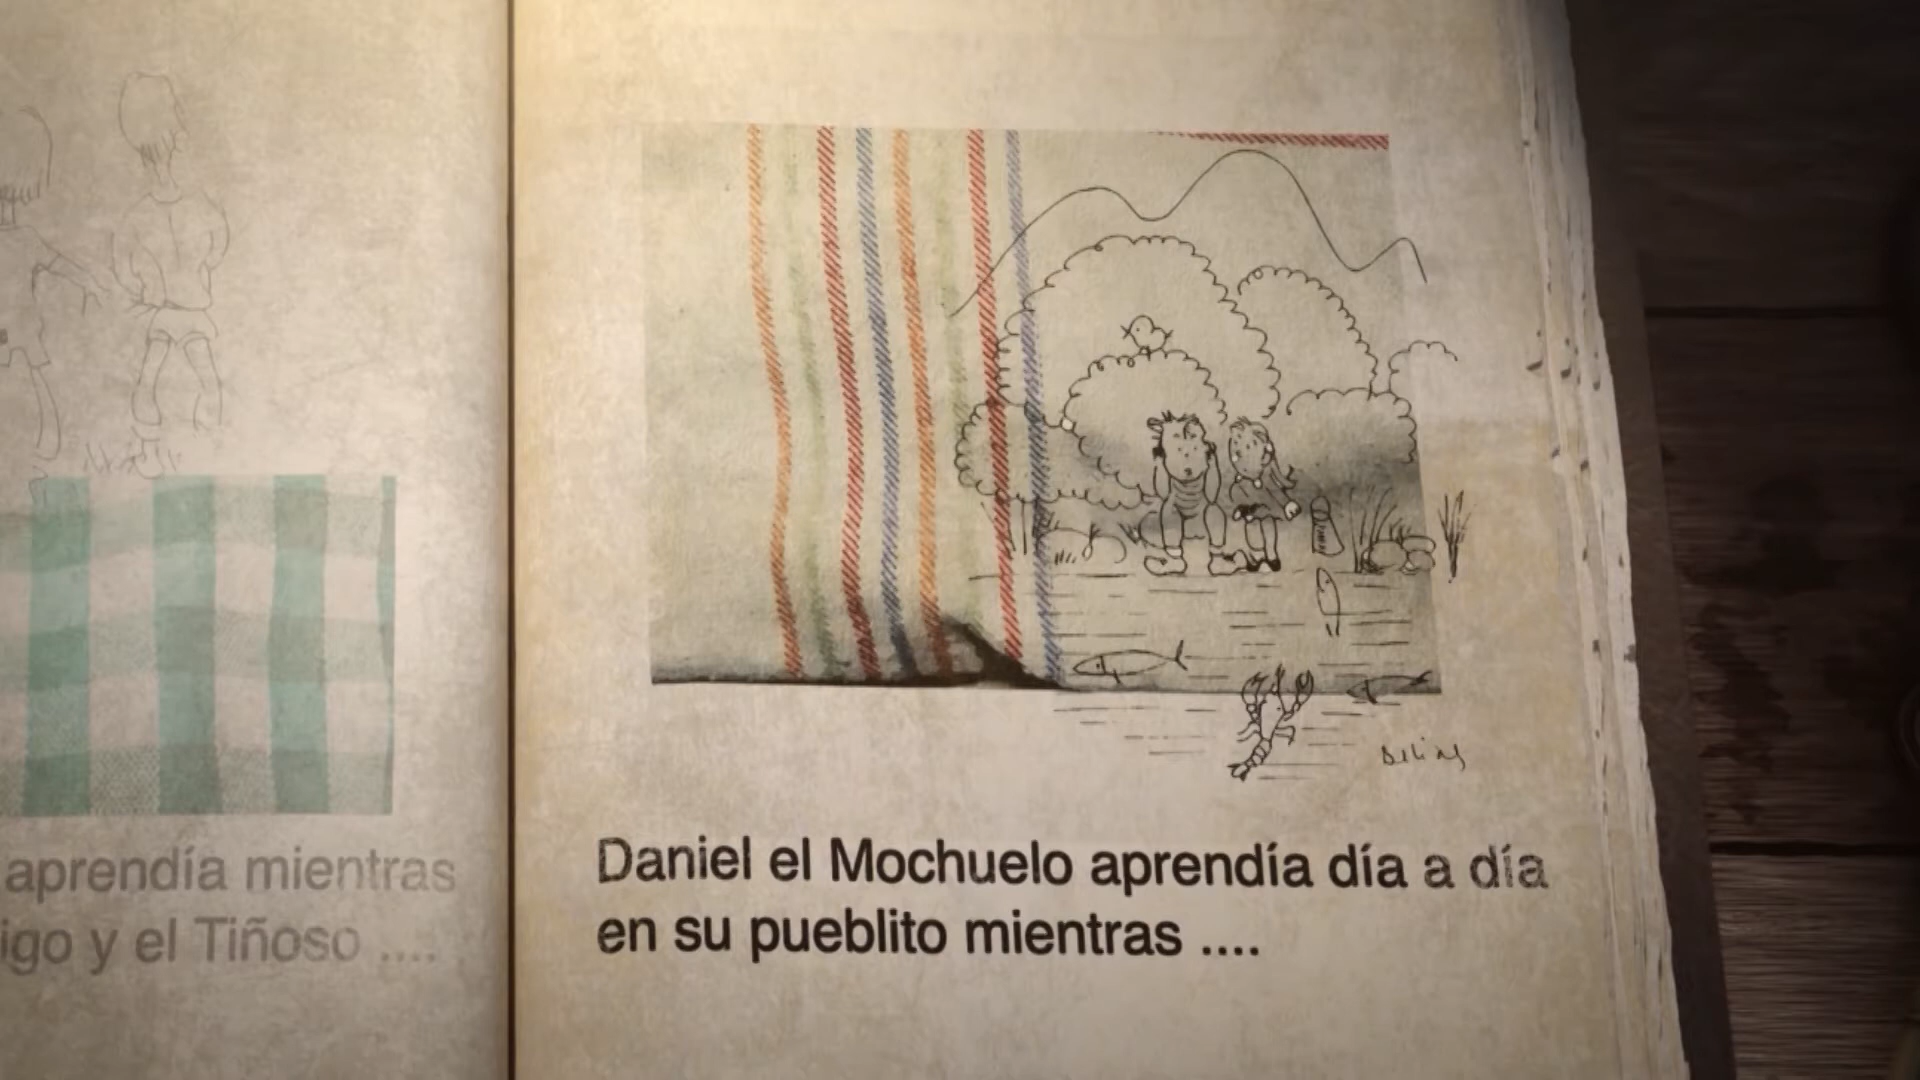 aprendía mientras
igo y el Tiñoso ....
Daniel el Mochuelo aprendía día a día
en su pueblito mientras ....